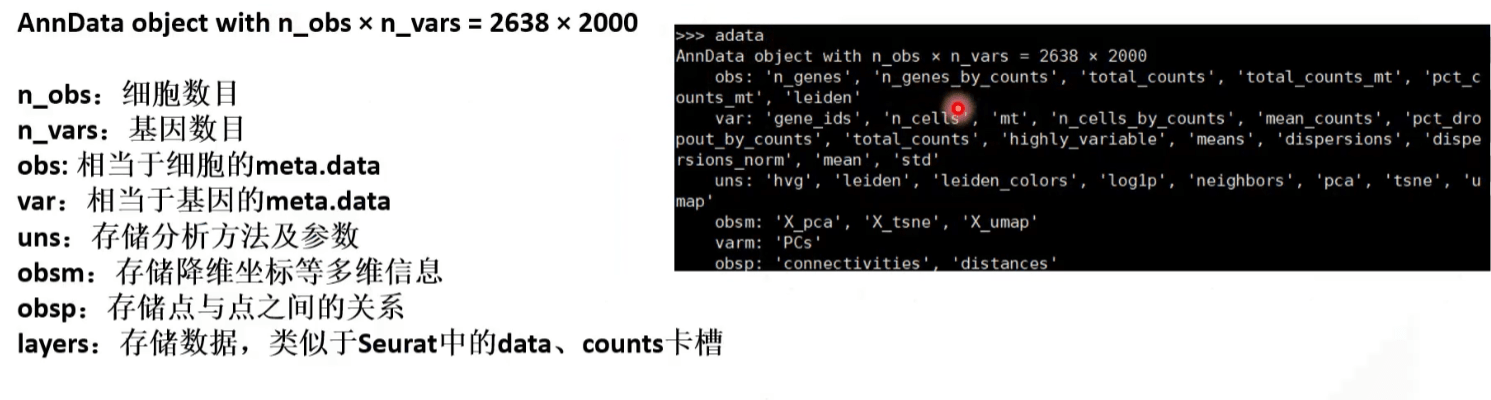 AnnData object with n_obs × n_vars = 2638 × 2000
n_obs：细胞数目
n_vars：基因数目
obs: 相当于细胞的meta.data
var：相当于基因的meta.data
uns：存储分析方法及参数
obsm：存储降维坐标等多维信息
obsp：存储点与点之间的关系
layers：存储数据，类似于Seurat中的data、counts卡槽
>>> adata
AnnData object with n_obs × n_vars = 2638 × 2000
    obs: 'n_genes', 'n_genes_by_counts', 'total_counts', 'total_counts_mt', 'pct_c
ounts_mt', 'leiden'
    var: 'gene_ids', 'n_cells', 'mt', 'n_cells_by_counts', 'mean_counts', 'pct_dro
pout_by_counts', 'total_counts', 'highly_variable', 'means', 'dispersions', 'dispe
rsions_norm', 'mean', 'std'
    uns: 'hvg', 'leiden', 'leiden_colors', 'log1p', 'neighbors', 'pca', 'tsne', 'u
map'
    obsm: 'X_pca', 'X_tsne', 'X_umap'
    varm: 'PCs'
    obsp: 'connectivities', 'distances'